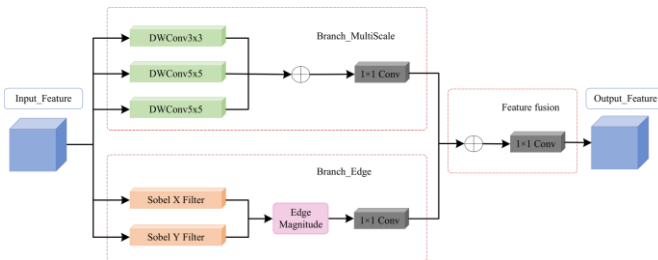 Input_Feature
DWConv3x3
DWConv5x5
DWConv5x5
Branch_MultiScale
1×1 Conv
Branch_Edge
Sobel X Filter
Sobel Y Filter
Edge
Magnitude
1×1 Conv
Feature fusion
1×1 Conv
Output_Feature